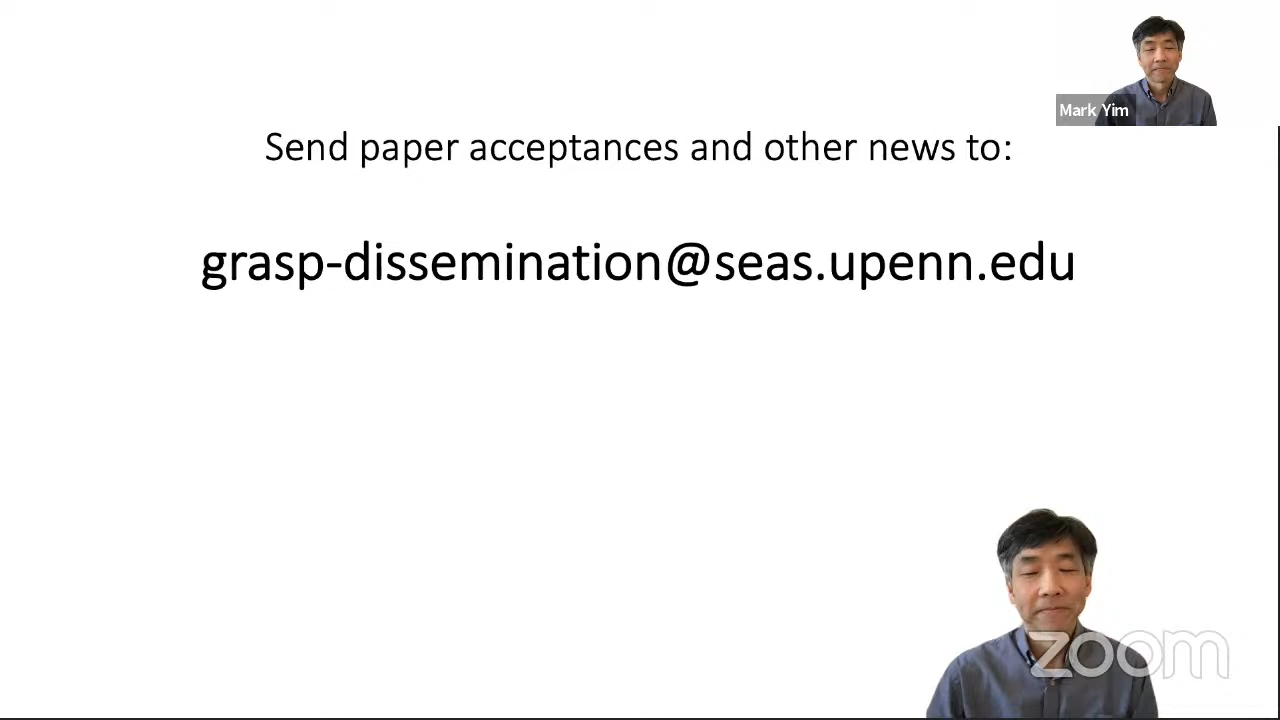 Mark Yim
Send paper acceptances and other news to:
grasp-dissemination@seas.upenn.edu
zoom